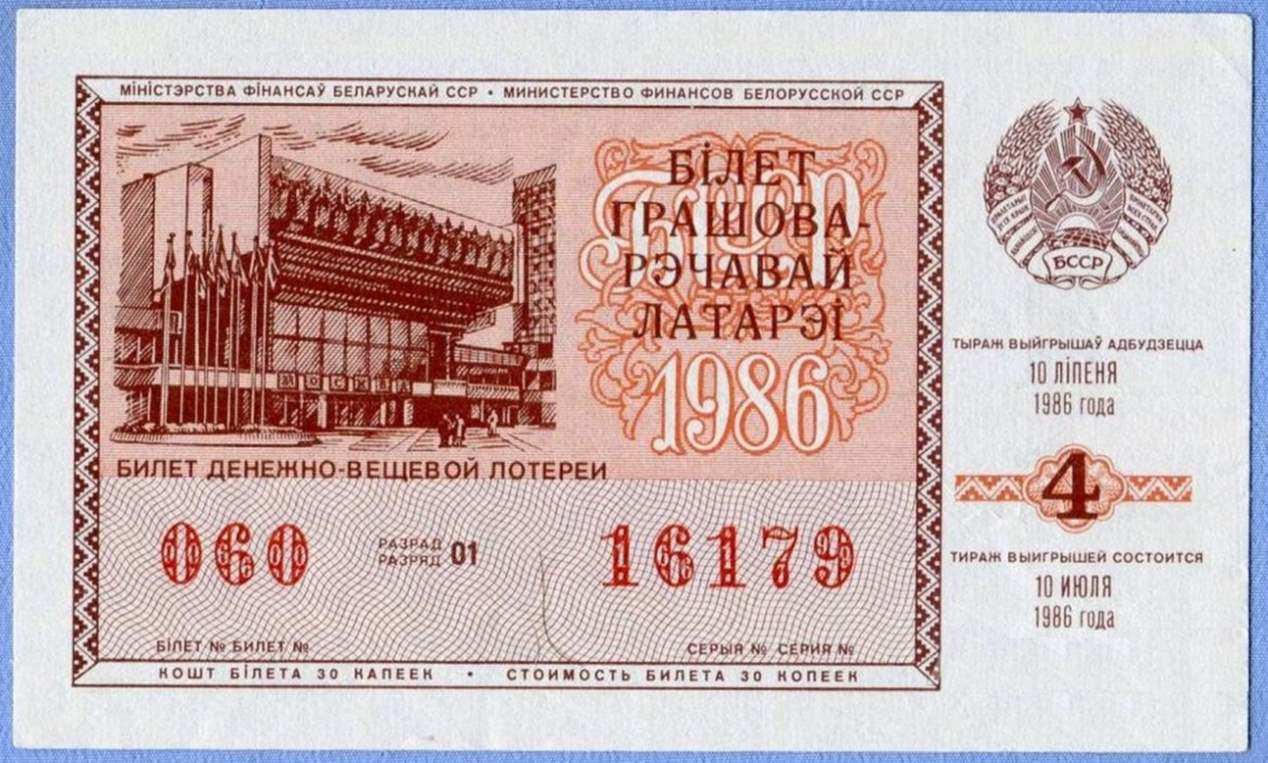 МІНІСТЭРСТВА ФІНАНСАЎ БЕЛАРУСКАЙ ССР • МИНИСТЕРСТВО ФИНАНСОВ БЕЛОРУССКОЙ ССР
БІЛЕТ
ГРАШОВА-
РЭЧАВАЙ
ЛАТАРЭІ
1986
БССР
МОСКВА
БИЛЕТ ДЕНЕЖНО-ВЕЩЕВОЙ ЛОТЕРЕИ
060
РАЗРАД
РАЗРЯД 01
16179
БІЛЕТ № БИЛЕТ №
СЕРЫЯ № СЕРИЯ №
КОШТ БІЛЕТА 30 КАПЕЕК • СТОИМОСТЬ БИЛЕТА 30 КОПЕЕК
БССР
ТЫРАЖ ВЫЙГРЫШАЎ АДБУДЗЕЦЦА
10 ЛІПЕНЯ
1986 года
4
ТИРАЖ ВЫИГРЫШЕЙ СОСТОИТСЯ
10 ИЮЛЯ
1986 года